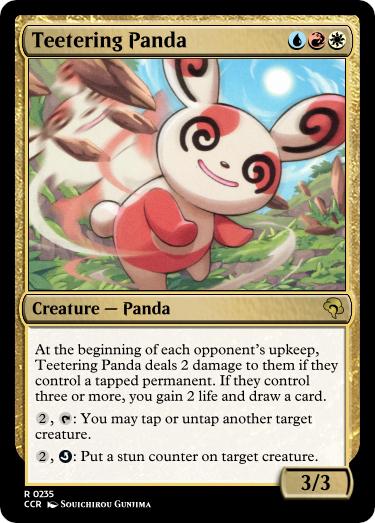 Teetering Panda
Creature — Panda
At the beginning of each opponent's upkeep,
Teetering Panda deals 2 damage to them if they
control a tapped permanent. If they control
three or more, you gain 2 life and draw a card.
2, : You may tap or untap another target
creature.
2, : Put a stun counter on target creature.
3/3
R 0235
CCR Souichirou Gunjima